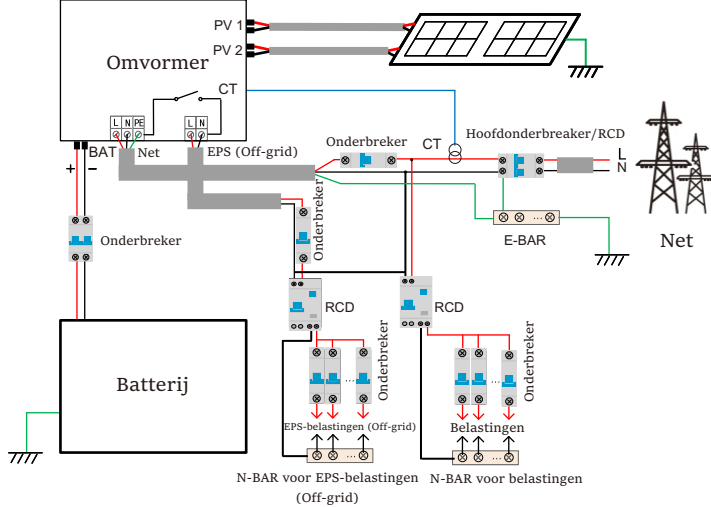 PV 1
PV 2
Omvormer
CT
L N PE
L N
BAT
Net
EPS (Off-grid)
+
−
Onderbreker
Onderbreker
CT
Hoofdonderbreaker/RCD
L
N
Onderbreker
E-BAR
Net
RCD
RCD
Batterij
...
Onderbreker
...
Onderbreker
EPS-belastingen (Off-grid)
Belastingen
...
...
...
N-BAR voor EPS-belastingen
(Off-grid)
N-BAR voor belastingen